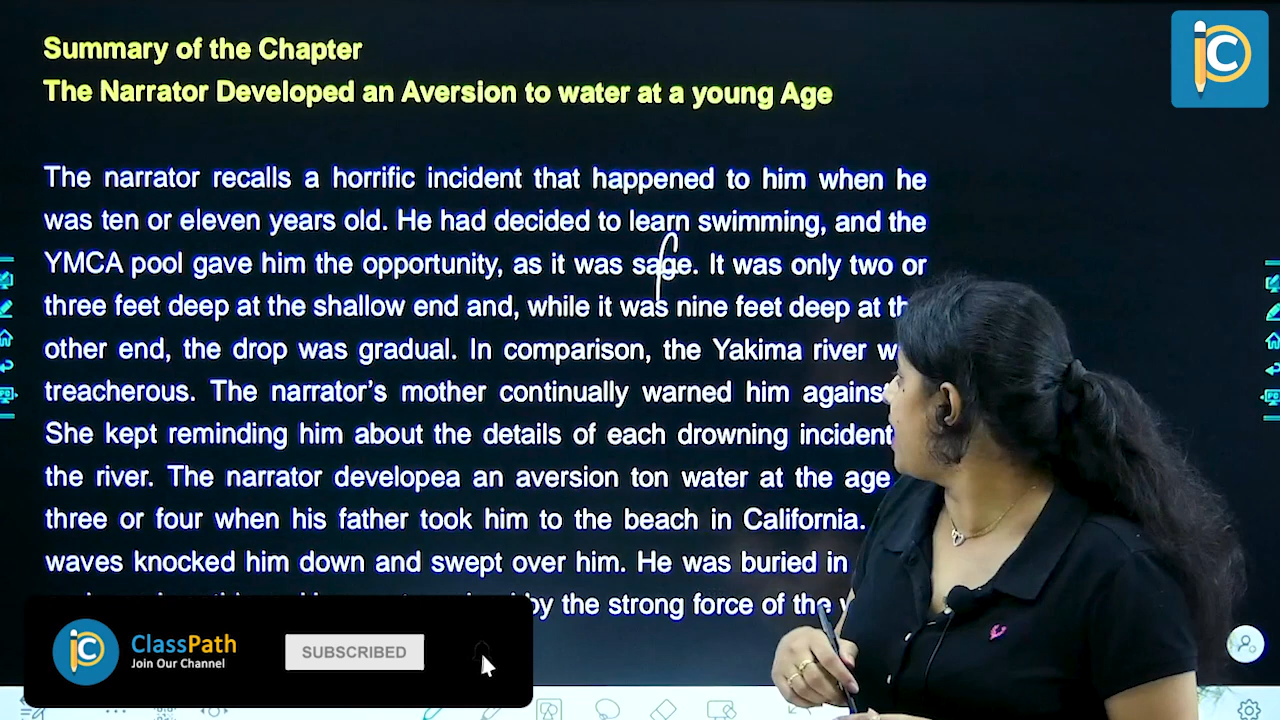 Summary of the Chapter
The Narrator Developed an Aversion to water at a young Age
The narrator recalls a horrific incident that happened to him when he
was ten or eleven years old. He had decided to learn swimming, and the
YMCA pool gave him the opportunity, as it was sage. It was only two or
f
three feet deep at the shallow end and, while it was nine feet deep at
other end, the drop was gradual. In comparison, the Yakima river
treacherous. The narrator's mother continually warned him against
She kept reminding him about the details of each drowning incident
the river. The narrator developea an aversion ton water at the age
three or four when his father took him to the beach in California.
waves knocked him down and swept over him. He was buried in
by the strong force of the
ClassPath
Join Our Channel
SUBSCRIBED